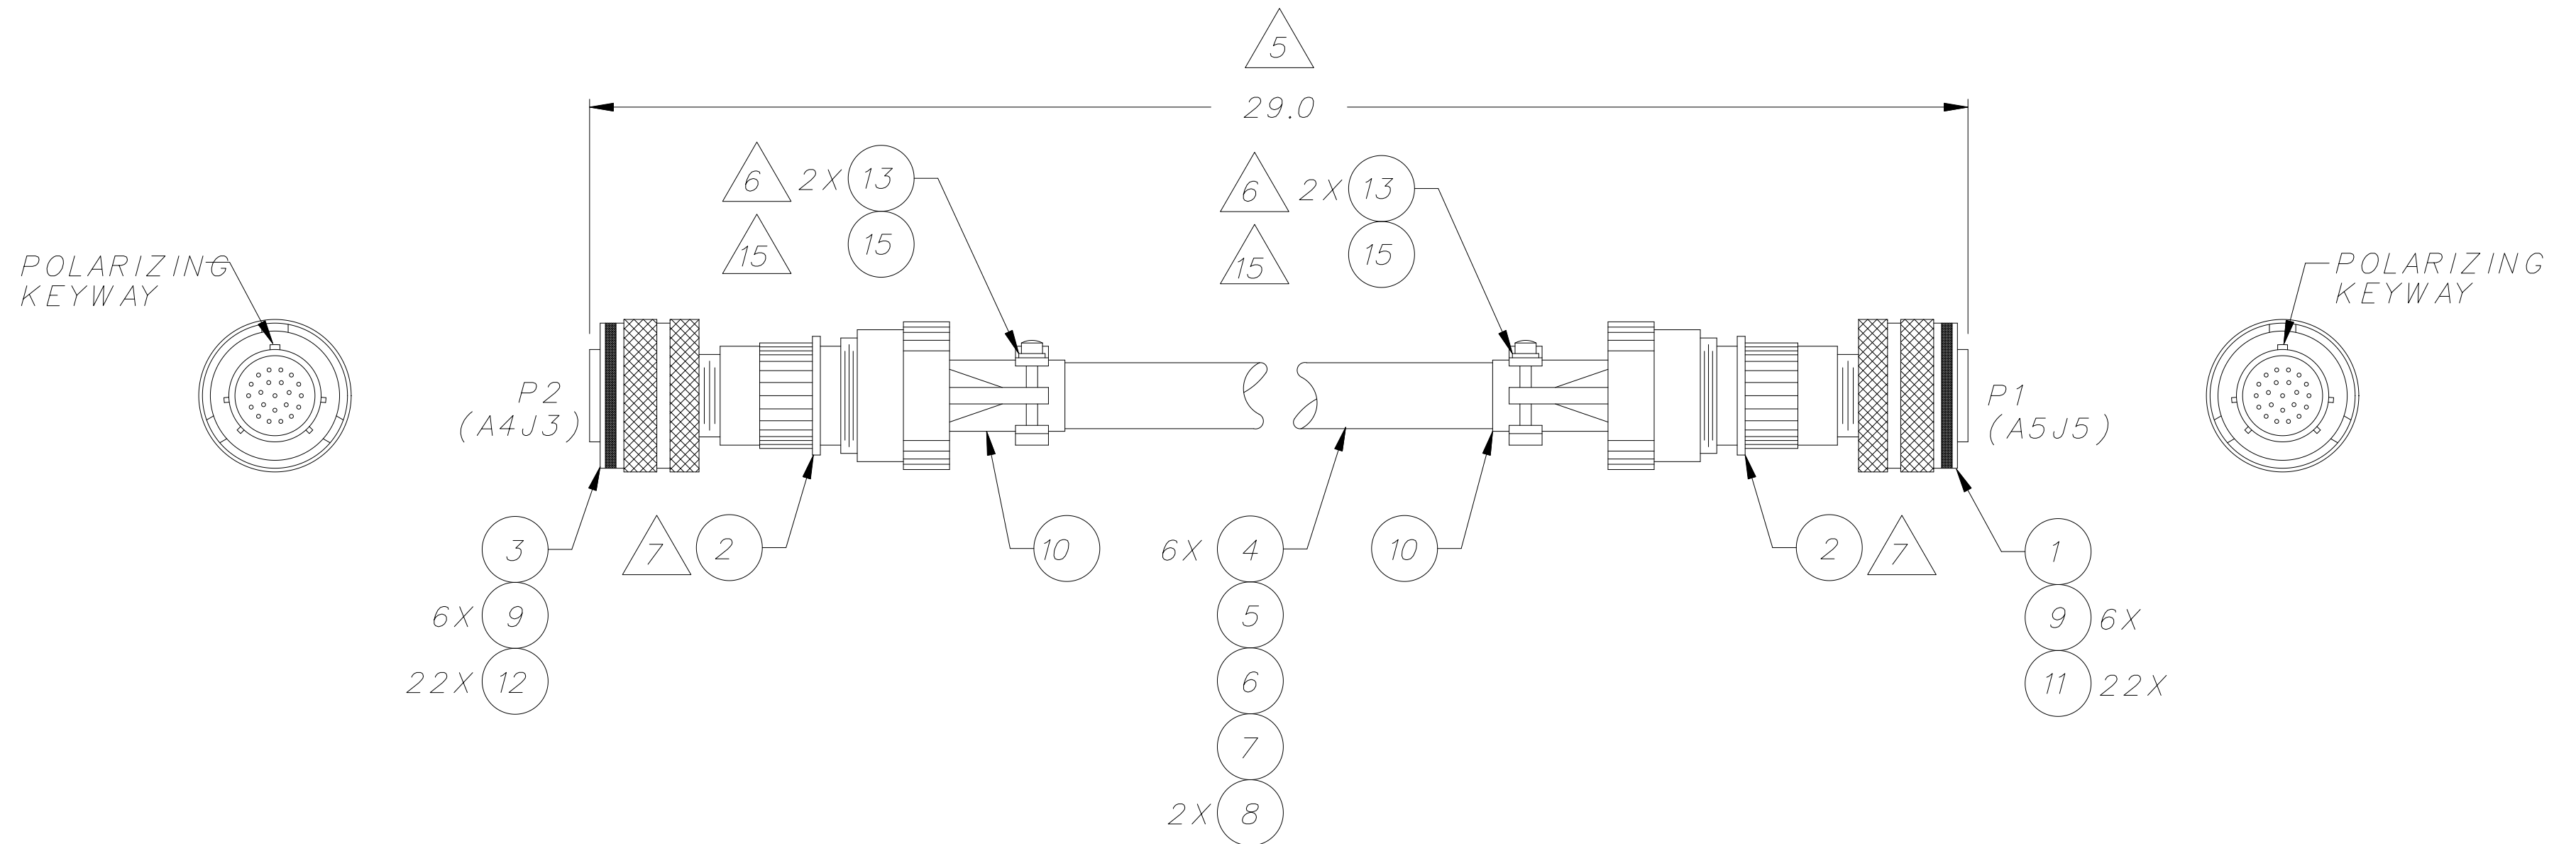 5
29.0
6 2X 13
15 15
6 2X 13
15 15
POLARIZING
KEYWAY
POLARIZING
KEYWAY
P2
(A4J3)
P1
(A5J5)
3
6X 9
22X 12
7 2
10
6X 4
5
6
7
2X 8
10
2 7
1
9 6X
11 22X